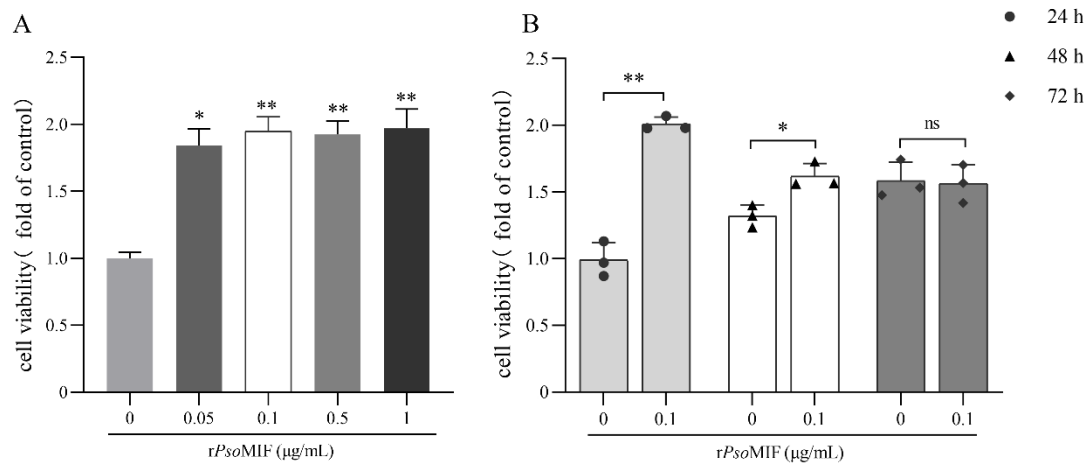 A
cell viability( fold of control)
2.5
2.0
1.5
1.0
0.5
0
*
**
**
**
0
0.05
0.1
0.5
1
rPsoMIF (μg/mL)
B
cell viability( fold of control)
2.5
2.0
1.5
1.0
0.5
0
**
*
ns
0
0.1
0
0.1
0
0.1
rPsoMIF (μg/mL)
24 h
48 h
72 h